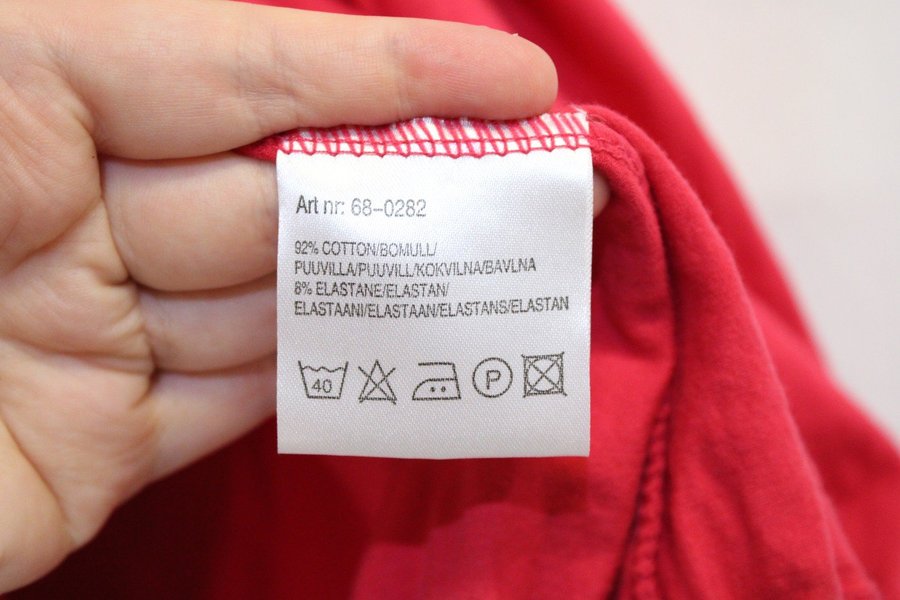 Art nr: 68-0282
92% COTTON/BOMULL/
PUUVILLA/PUUVILL/KOKVILNA/BAVLNA
8% ELASTANE/ELASTAN/
ELASTAANI/ELASTAAN/ELASTANS/ELASTAN
40 P